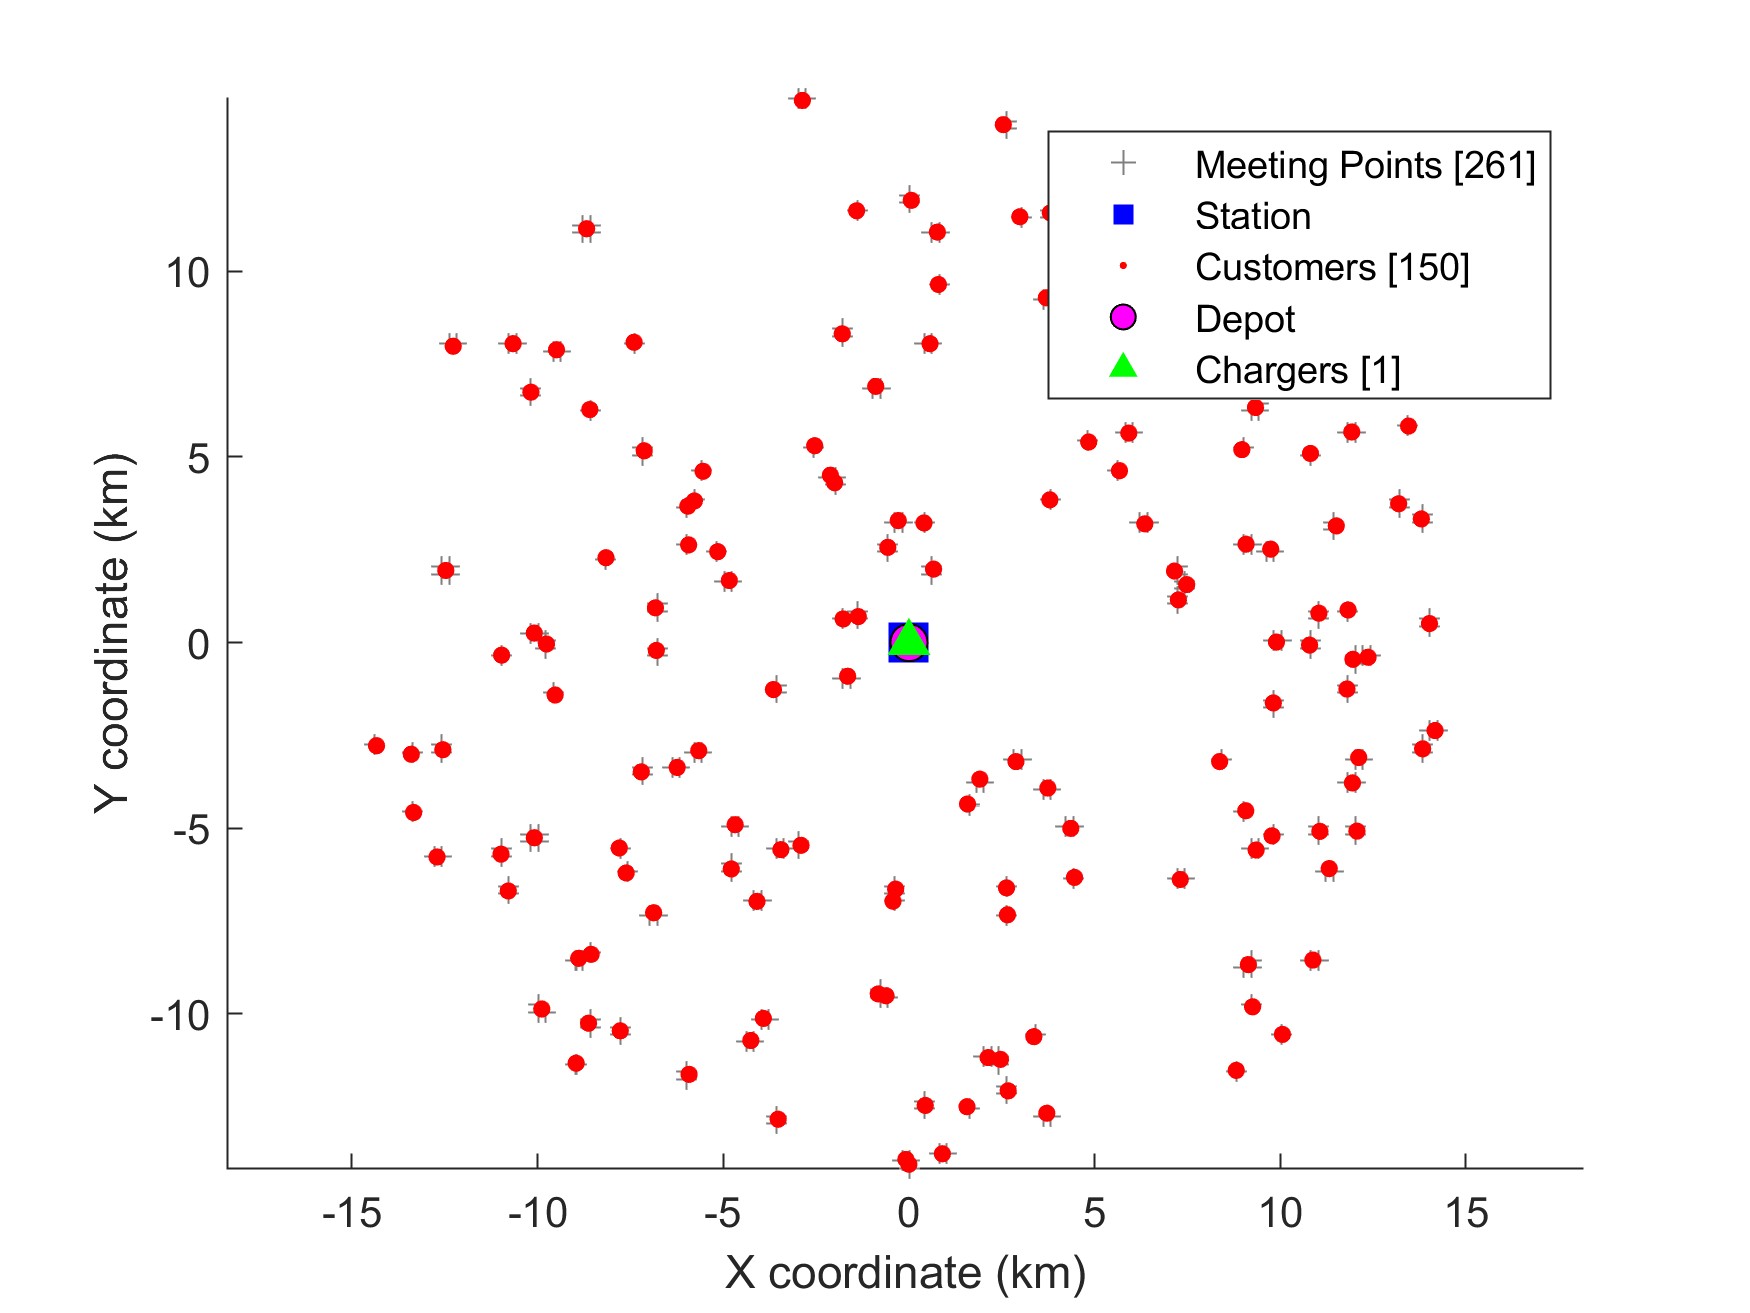 Meeting Points [261]
Station
Customers [150]
Depot
Chargers [1]
10
5
0
-5
-10
Y coordinate (km)
-15
-10
-5
0
5
10
15
X coordinate (km)